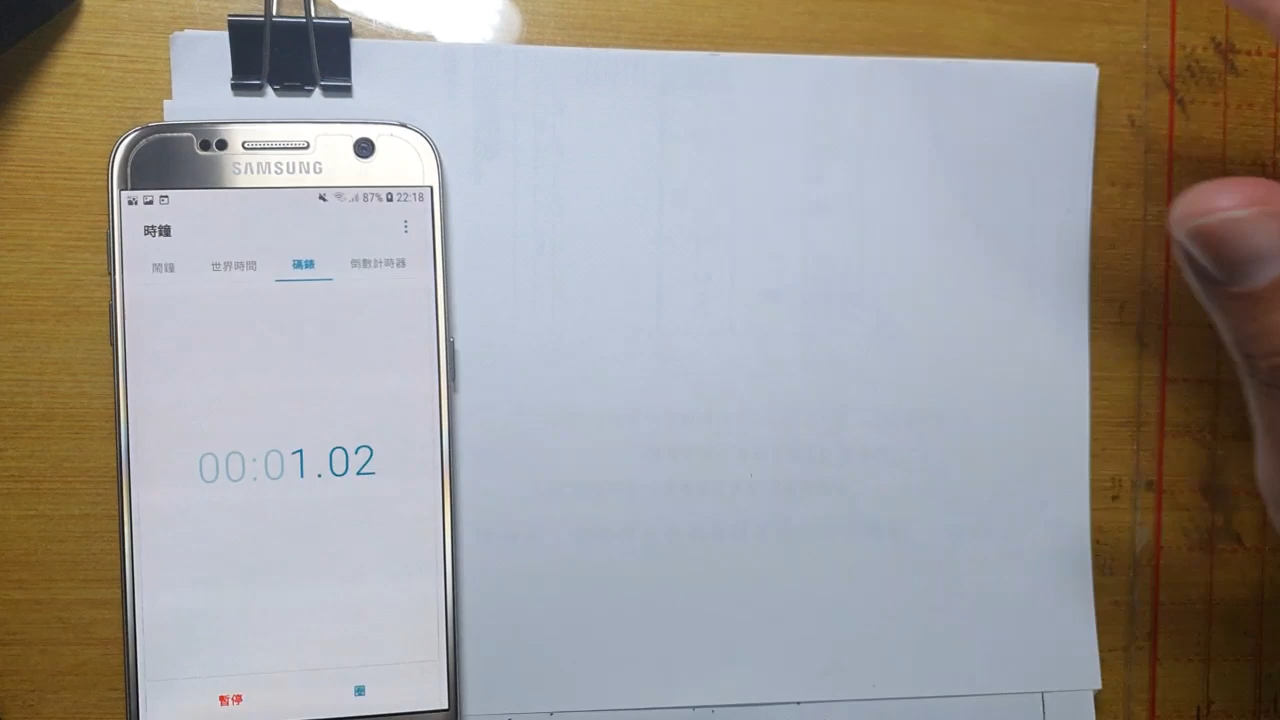 SAMSUNG
87% 22:18
時鐘
鬧鐘 世界時間 碼錶 倒數計時器
00:01.02
暫停 圈